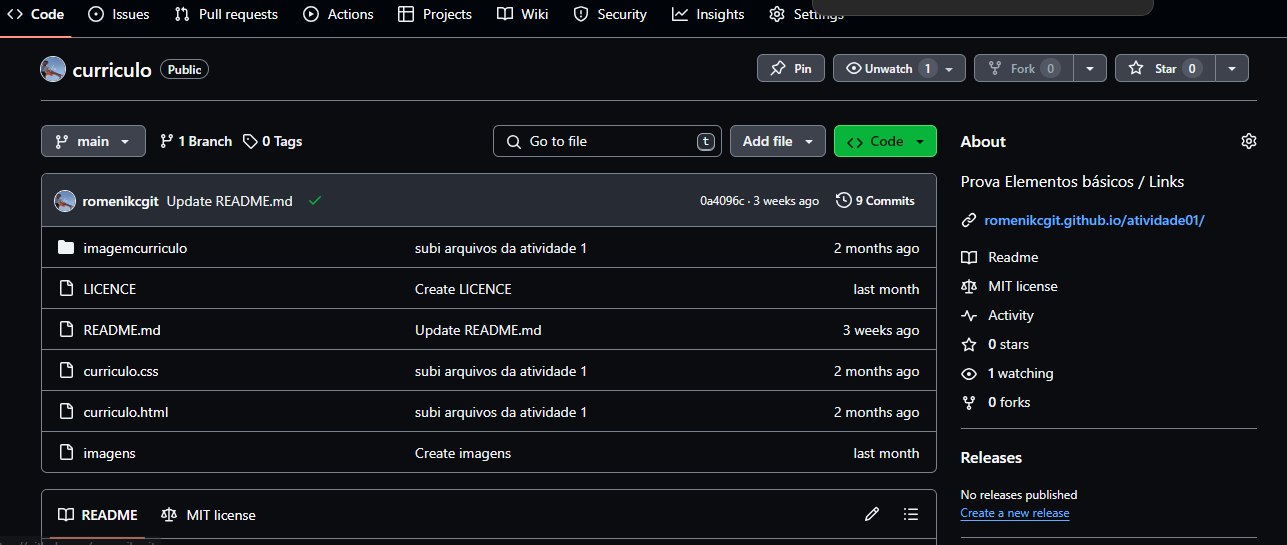 Code Issues Pull requests Actions Projects Wiki Security Insights Settings
curriculo Public Pin Unwatch 1 Fork 0 Star 0
main 1 Branch 0 Tags Go to file t Add file Code
romenikcgit Update README.md 0a4096c · 3 weeks ago 9 Commits
imagemcurriculo subi arquivos da atividade 1 2 months ago
LICENCE Create LICENCE last month
README.md Update README.md 3 weeks ago
curriculo.css subi arquivos da atividade 1 2 months ago
curriculo.html subi arquivos da atividade 1 2 months ago
imagens Create imagens last month
README MIT license
About
Prova Elementos básicos / Links
romenikcgit.github.io/atividade01/
Readme
MIT license
Activity
0 stars
1 watching
0 forks
Releases
No releases published
Create a new release